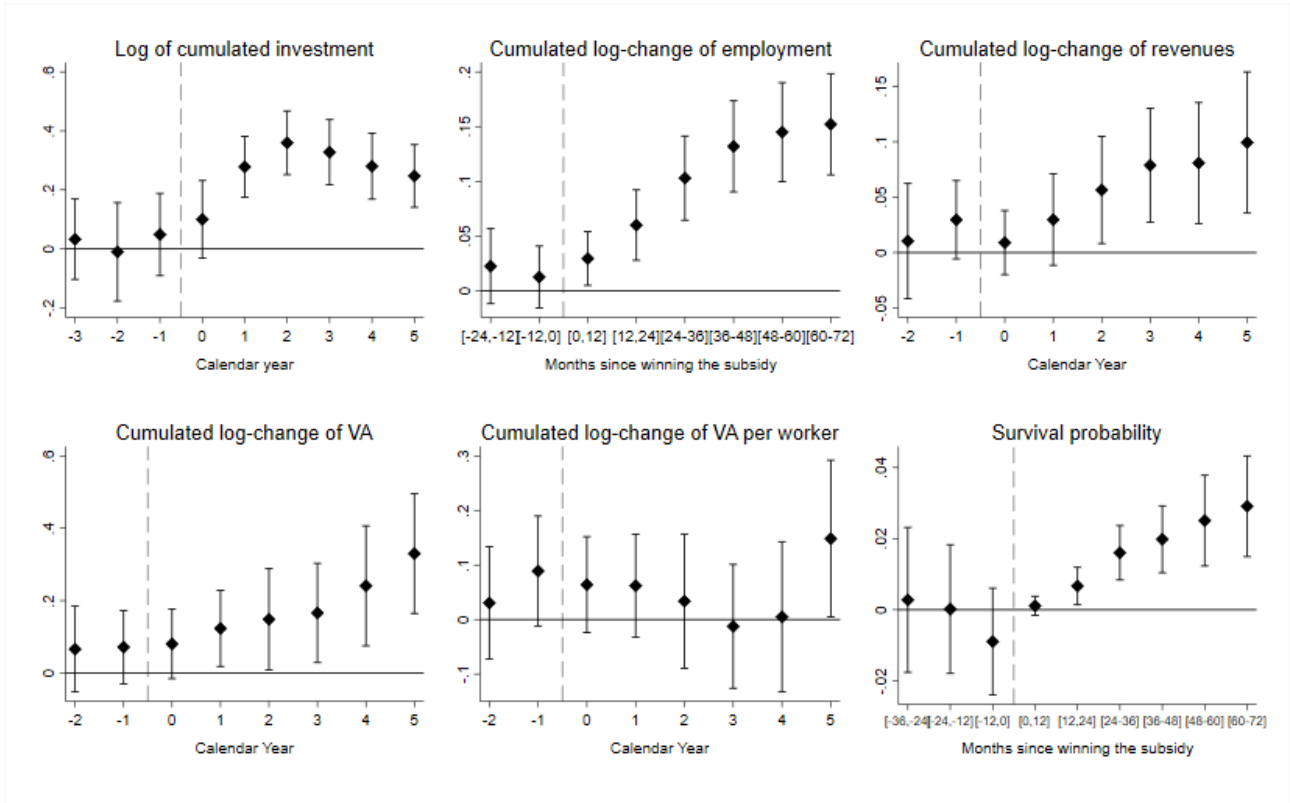 Log of cumulated investment
.6
.4
.2
0
-.2
-3 -2 -1 0 1 2 3 4 5
Calendar year
Cumulated log-change of employment
.2
.15
.1
.05
0
[-24,-12] [-12,0] [0,12] [12,24] [24-36] [36-48] [48-60] [60-72]
Months since winning the subsidy
Cumulated log-change of revenues
.15
.1
.05
0
-.05
-2 -1 0 1 2 3 4 5
Calendar Year
Cumulated log-change of VA
.6
.4
.2
0
-2 -1 0 1 2 3 4 5
Calendar Year
Cumulated log-change of VA per worker
.3
.2
.1
0
-.1
-2 -1 0 1 2 3 4 5
Calendar Year
Survival probability
.04
.02
0
-.02
[-36,-24] [-24,-12] [-12,0] [0,12] [12,24] [24-36] [36-48] [48-60] [60-72]
Months since winning the subsidy